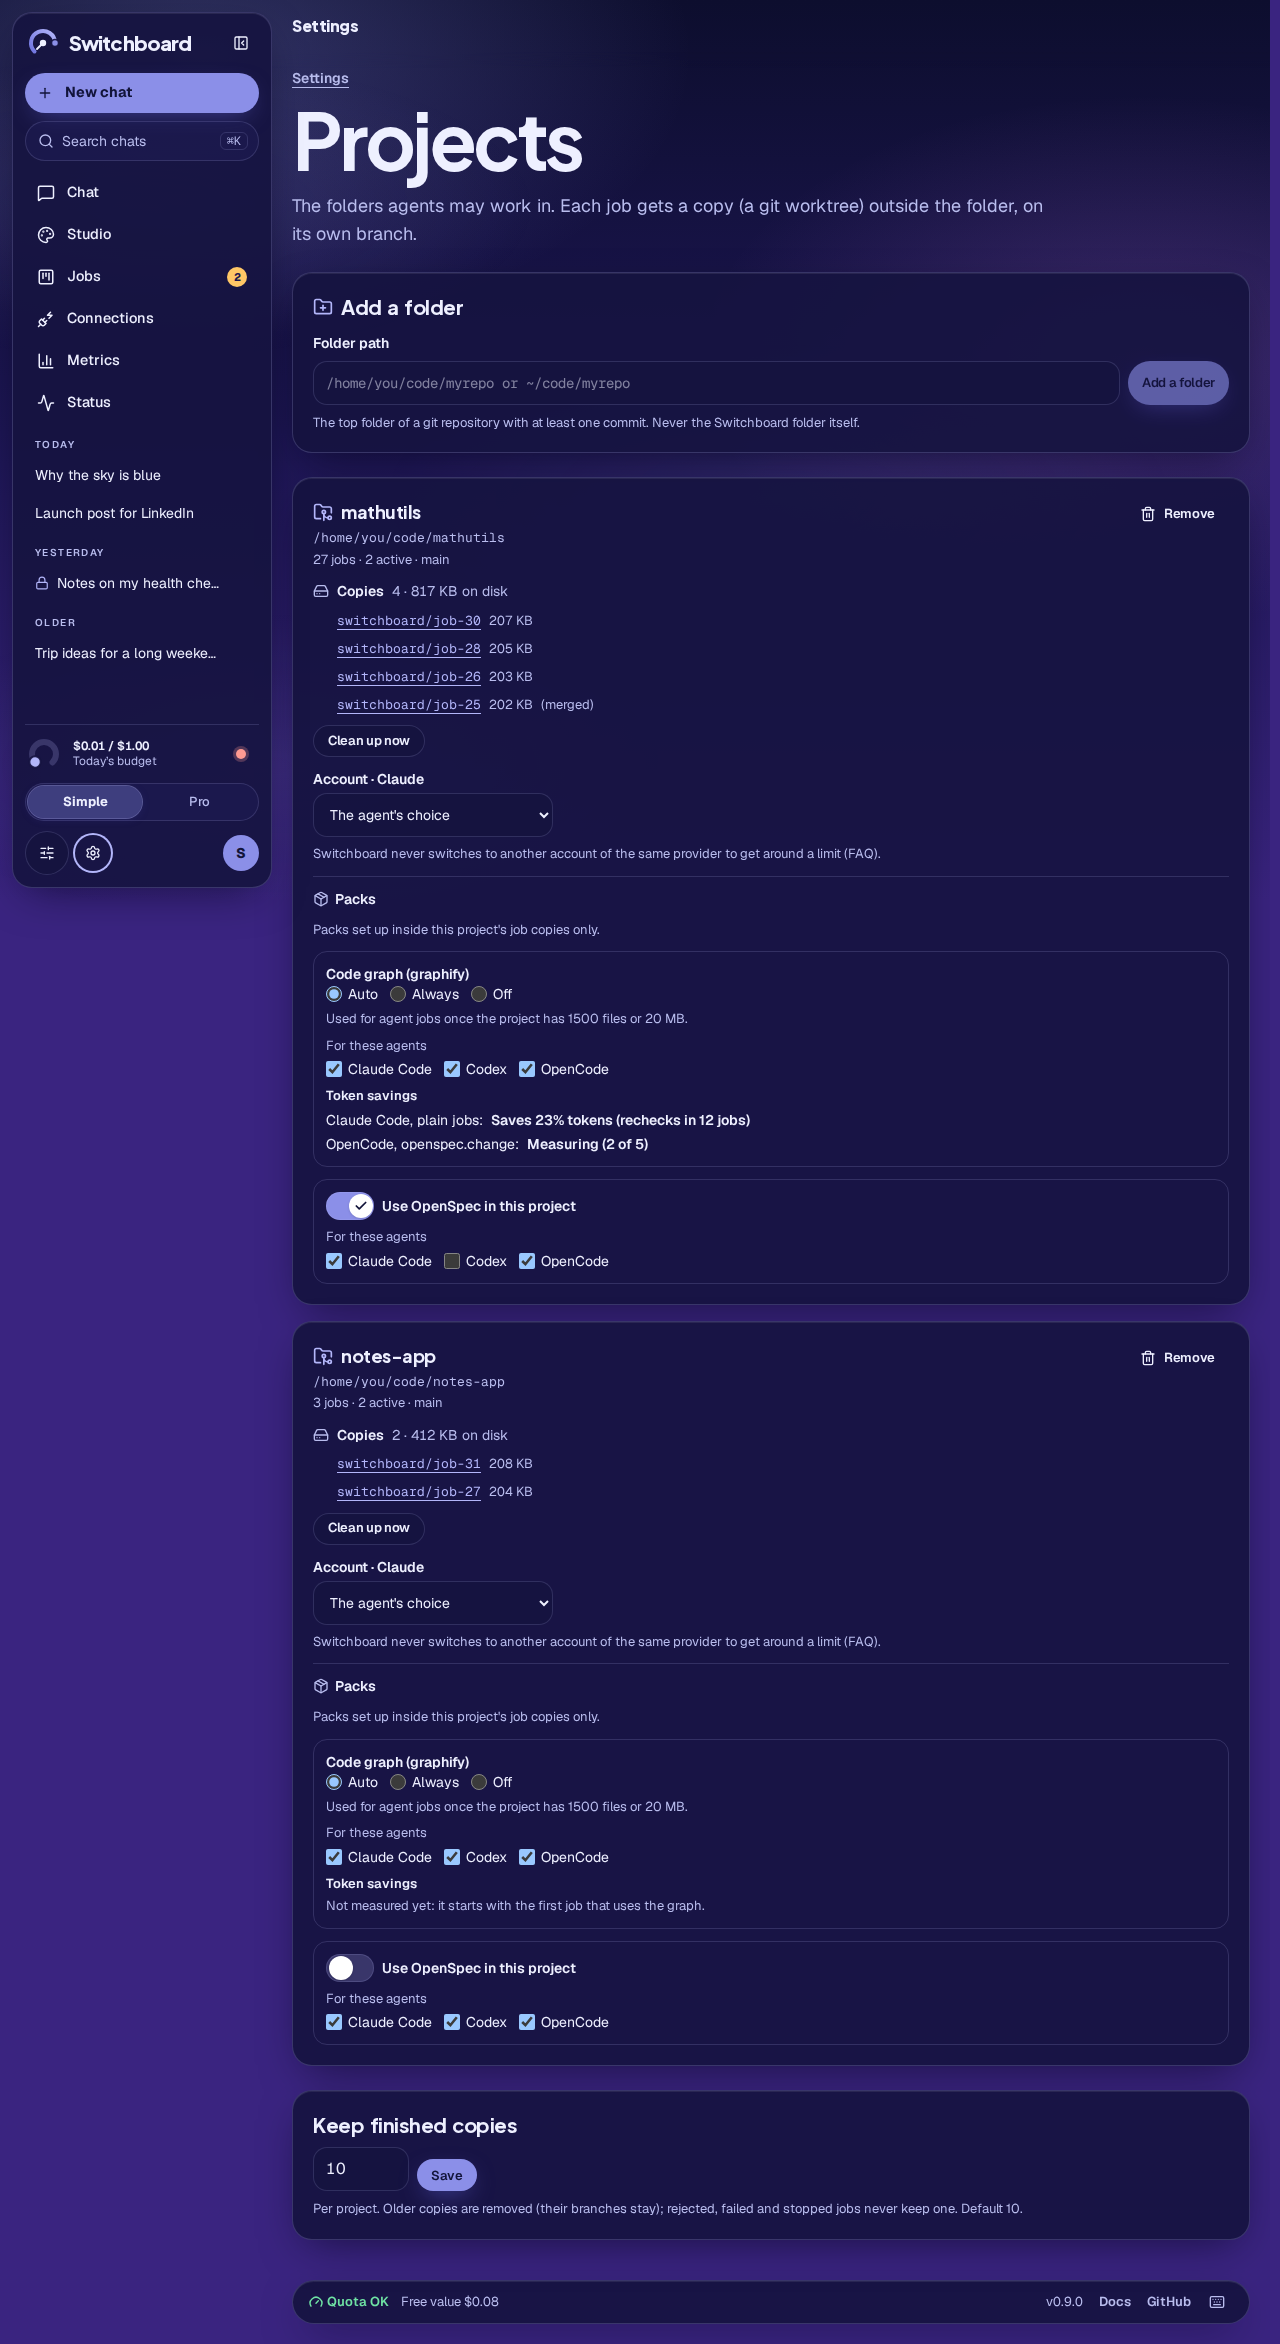 Switchboard
New chat
Search chats ⌘K
Chat
Studio
Jobs 2
Connections
Metrics
Status
TODAY
Why the sky is blue
Launch post for LinkedIn
YESTERDAY
Notes on my health che…
OLDER
Trip ideas for a long weeke…
$0.01 / $1.00
Today's budget
Simple Pro
S
Settings
Settings
Projects
The folders agents may work in. Each job gets a copy (a git worktree) outside the folder, on
its own branch.
Add a folder
Folder path
/home/you/code/myrepo or ~/code/myrepo Add a folder
The top folder of a git repository with at least one commit. Never the Switchboard folder itself.
mathutils Remove
/home/you/code/mathutils
27 jobs · 2 active · main
Copies 4 · 817 KB on disk
switchboard/job-30 207 KB
switchboard/job-28 205 KB
switchboard/job-26 203 KB
switchboard/job-25 202 KB (merged)
Clean up now
Account · Claude
The agent's choice
Switchboard never switches to another account of the same provider to get around a limit (FAQ).
Packs
Packs set up inside this project's job copies only.
Code graph (graphify)
Auto Always Off
Used for agent jobs once the project has 1500 files or 20 MB.
For these agents
Claude Code Codex OpenCode
Token savings
Claude Code, plain jobs: Saves 23% tokens (rechecks in 12 jobs)
OpenCode, openspec.change: Measuring (2 of 5)
Use OpenSpec in this project
For these agents
Claude Code Codex OpenCode
notes-app Remove
/home/you/code/notes-app
3 jobs · 2 active · main
Copies 2 · 412 KB on disk
switchboard/job-31 208 KB
switchboard/job-27 204 KB
Clean up now
Account · Claude
The agent's choice
Switchboard never switches to another account of the same provider to get around a limit (FAQ).
Packs
Packs set up inside this project's job copies only.
Code graph (graphify)
Auto Always Off
Used for agent jobs once the project has 1500 files or 20 MB.
For these agents
Claude Code Codex OpenCode
Token savings
Not measured yet: it starts with the first job that uses the graph.
Use OpenSpec in this project
For these agents
Claude Code Codex OpenCode
Keep finished copies
10 Save
Per project. Older copies are removed (their branches stay); rejected, failed and stopped jobs never keep one. Default 10.
Quota OK Free value $0.08 v0.9.0 Docs GitHub